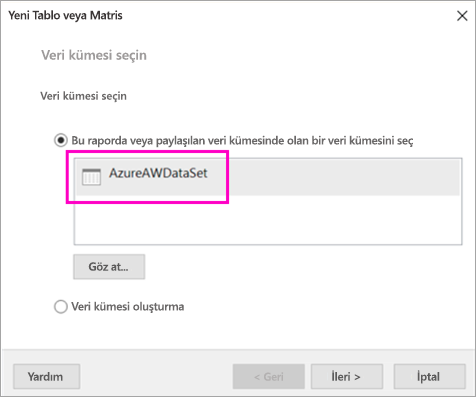 Yeni Tablo veya Matris
Veri kümesi seçin
Veri kümesi seçin
Bu raporda veya paylaşılan veri kümesinde olan bir veri kümesini seç
AzureAWDataSet
Göz at...
Veri kümesi oluşturma
Yardım
< Geri
İleri >
İptal